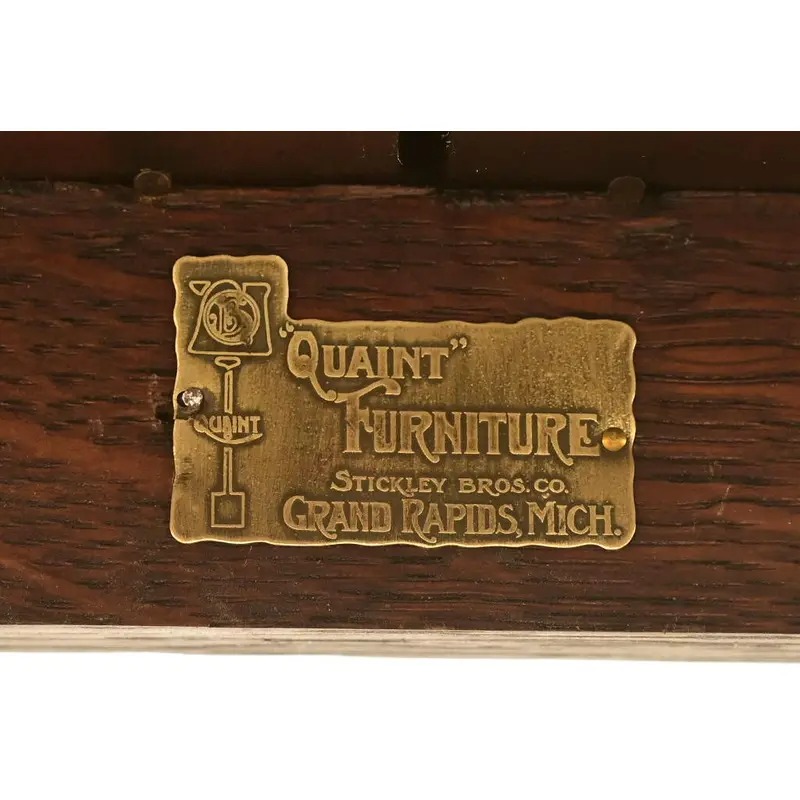 "QUAINT"
FURNITURE
QUAINT
STICKLEY BROS. CO.
GRAND RAPIDS, MICH.